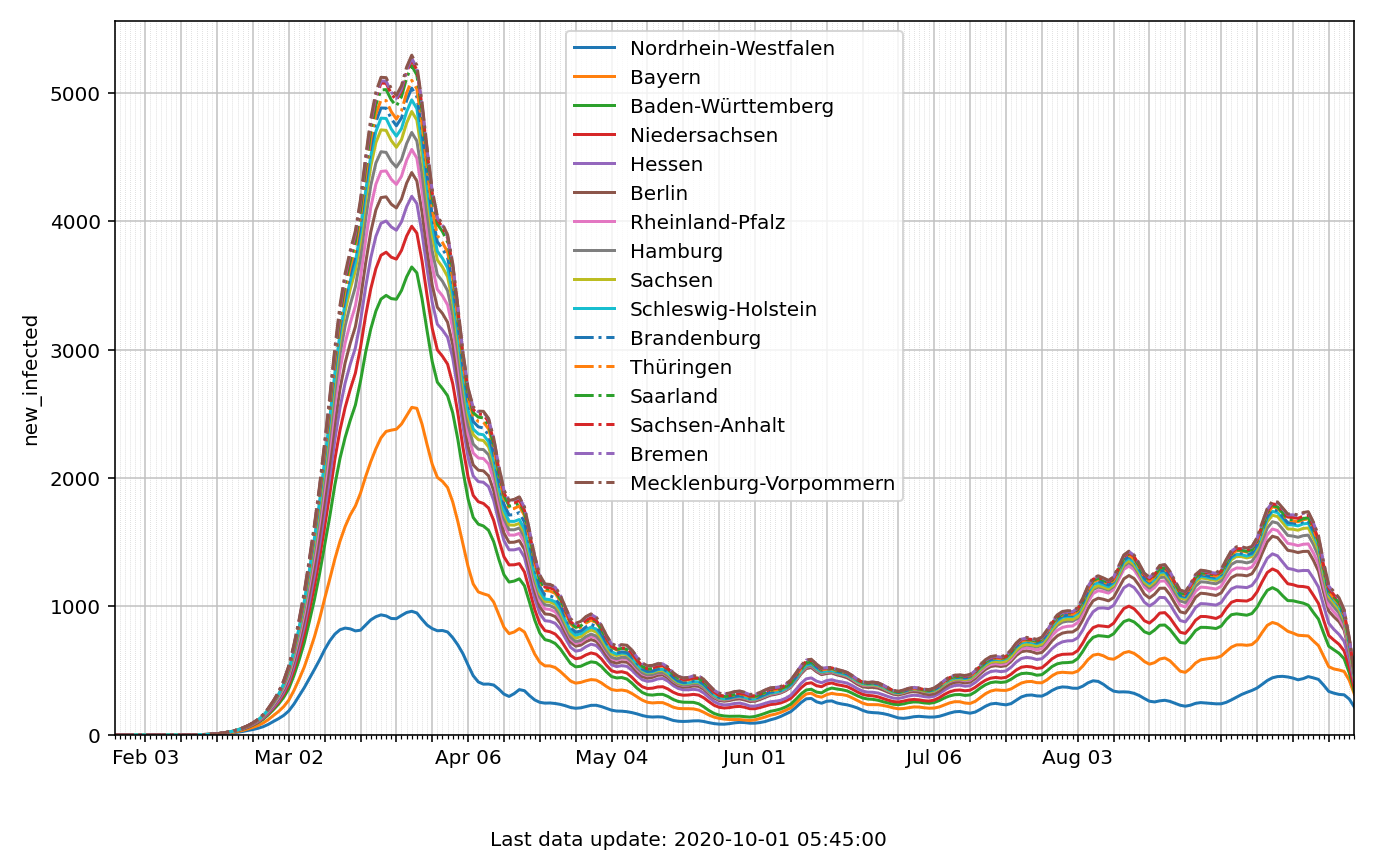 5000
4000
3000
2000
1000
0
new_infected
Nordrhein-Westfalen
Bayern
Baden-Württemberg
Niedersachsen
Hessen
Berlin
Rheinland-Pfalz
Hamburg
Sachsen
Schleswig-Holstein
Brandenburg
Thüringen
Saarland
Sachsen-Anhalt
Bremen
Mecklenburg-Vorpommern
Feb 03 Mar 02 Apr 06 May 04 Jun 01 Jul 06 Aug 03
Last data update: 2020-10-01 05:45:00